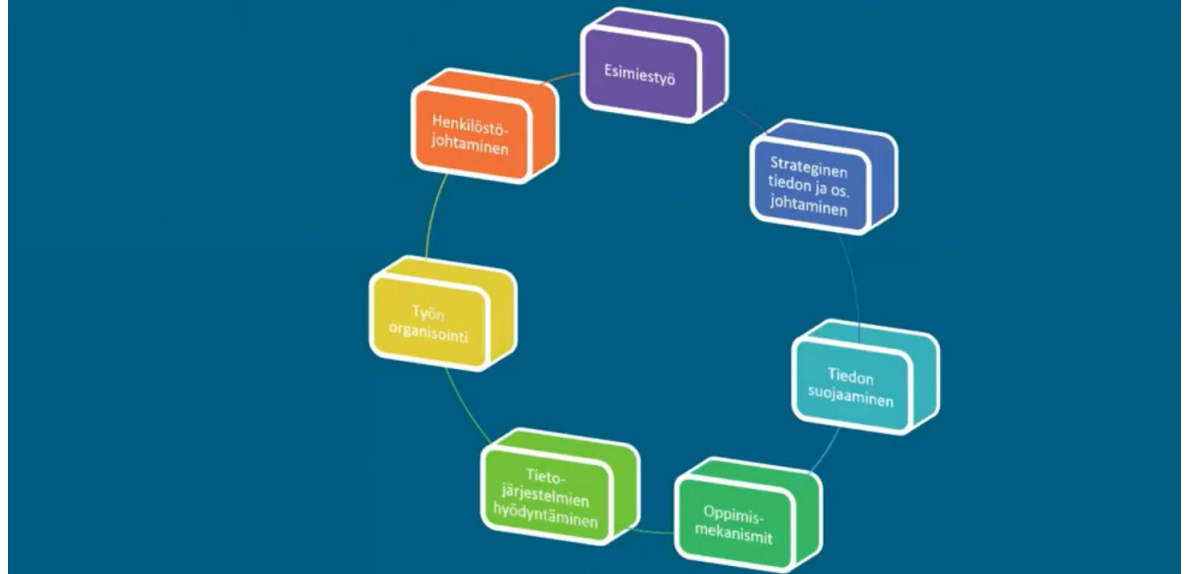 Esimiestyö
Strateginen
tiedon ja os.
johtaminen
Tiedon
suojaaminen
Oppimis-
mekanismit
Tieto-
järjestelmien
hyödyntäminen
Työn
organisointi
Henkilöstö-
johtaminen